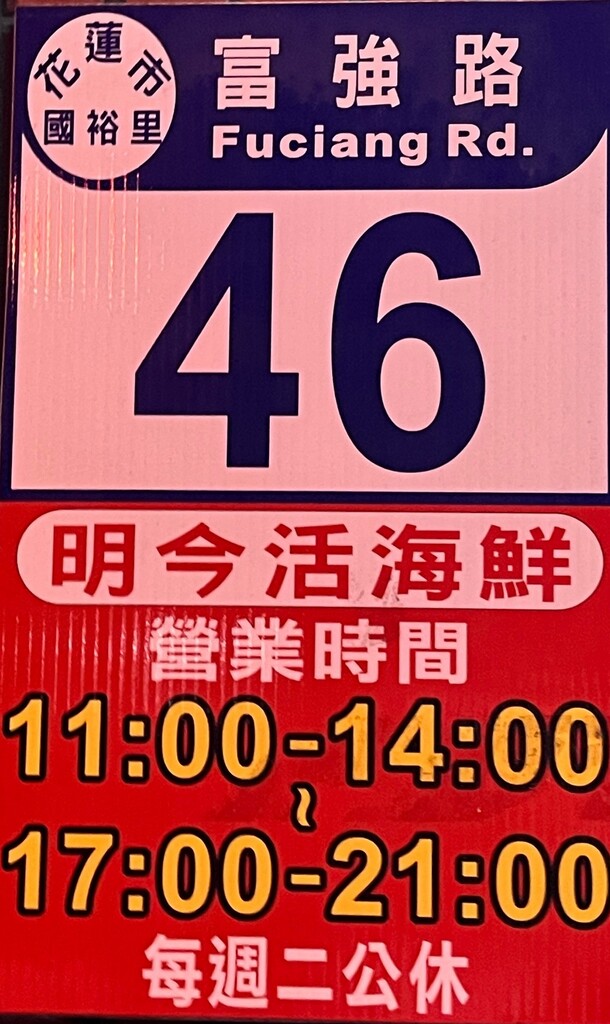 花蓮市
國裕里
富強路
Fuciang Rd.
46
明今活海鮮
營業時間
11:00-14:00
~
17:00-21:00
每週二公休